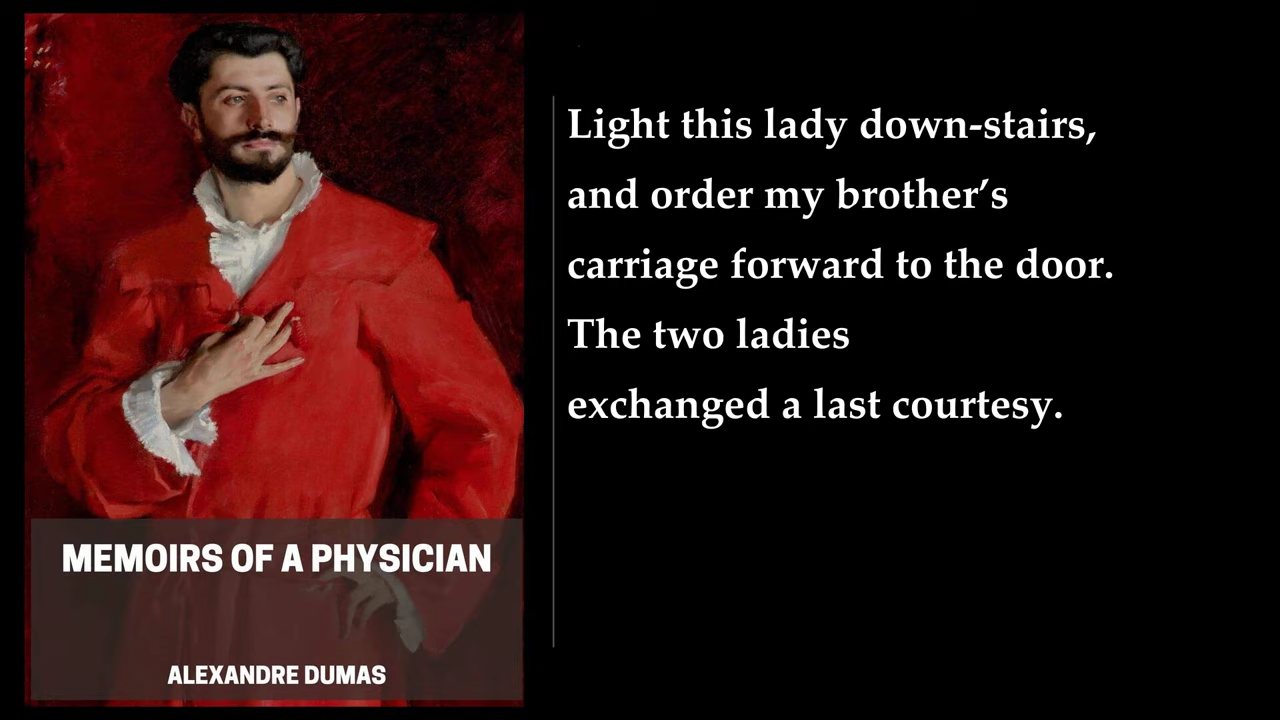 MEMOIRS OF A PHYSICIAN
ALEXANDRE DUMAS
Light this lady down-stairs,
and order my brother’s
carriage forward to the door.
The two ladies
exchanged a last courtesy.